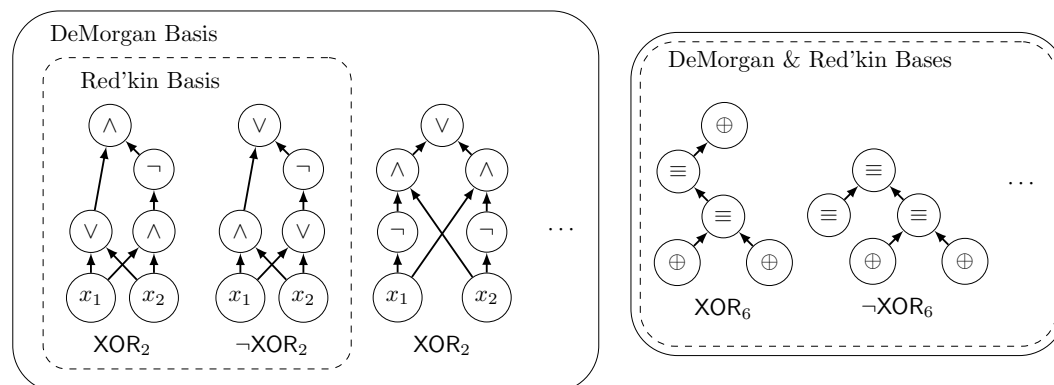 DeMorgan Basis
Red'kin Basis
∧ ∨ ∨
¬ ¬ ∧ ∧
∨ ∧ ∧ ∨ ¬ ¬ ...
x₁ x₂ x₁ x₂ x₁ x₂
XOR₂ ¬XOR₂ XOR₂
DeMorgan & Red'kin Bases
⊕
≡ ≡ ...
≡ ≡ ≡
⊕ ⊕ ⊕ ⊕
XOR₆ ¬XOR₆